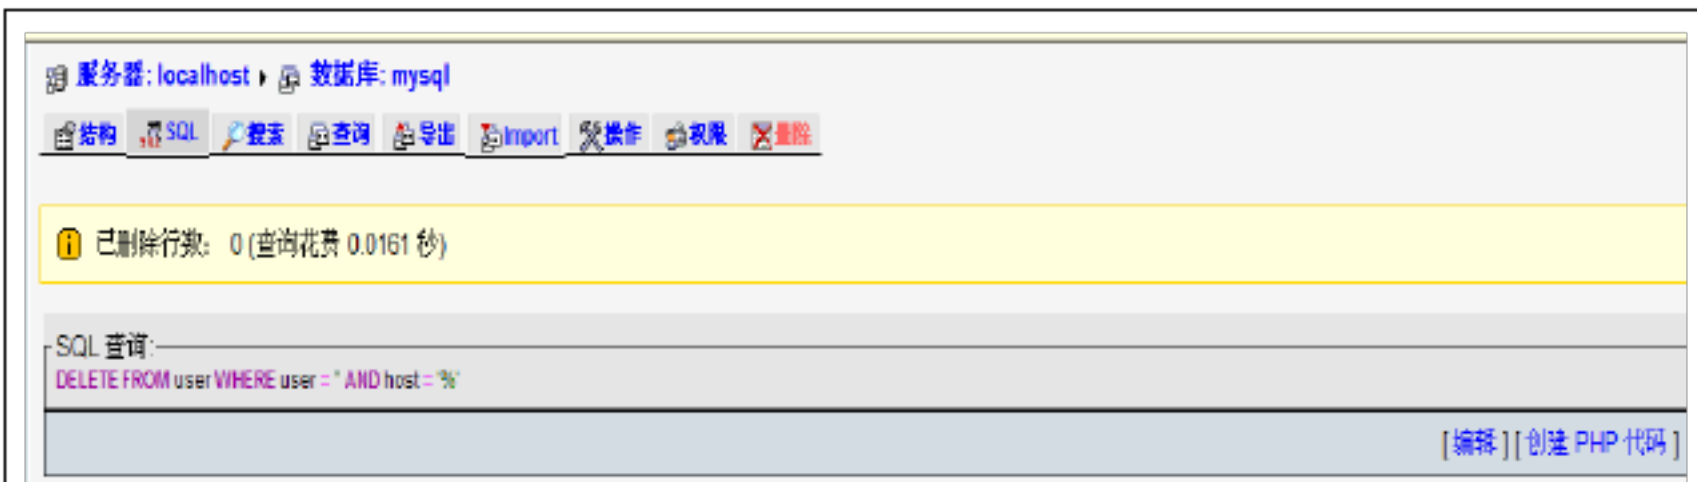 服务器: localhost ▸ 数据库: mysql
结构 SQL 搜索 查询 导出 Import 操作 权限 删除
已删除行数: 0 (查询花费 0.0161 秒)
SQL 查询:
DELETE FROM user WHERE user = '' AND host = '%'
[ 编辑 ] [ 创建 PHP 代码 ]